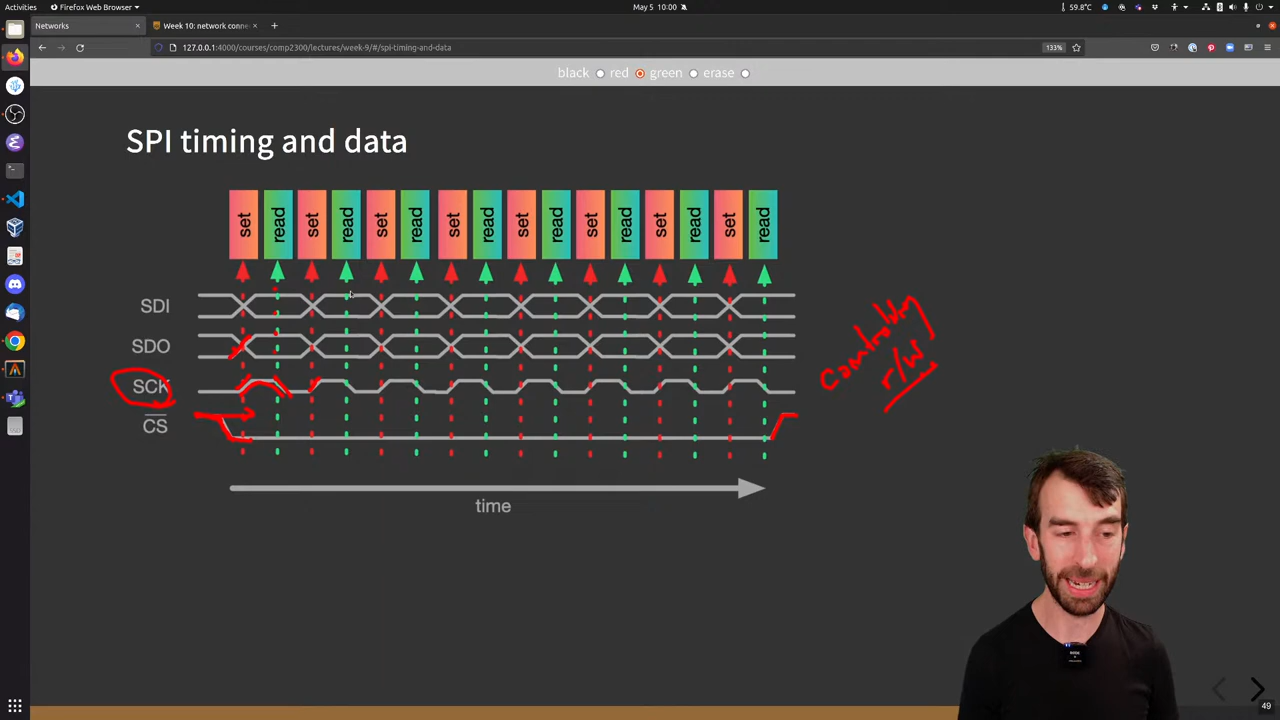 Activities
Firefox Web Browser
May 5 10:00
59.8°C
Networks
Week 10: network conne
127.0.0.1:4000/courses/comp2300/lectures/week-9/#/spi-timing-and-data
133%
black red green erase
SPI timing and data
set read set read set read set read set read set read set read set read
SDI
SDO
SCK
CS
controlling
r/w
time
49